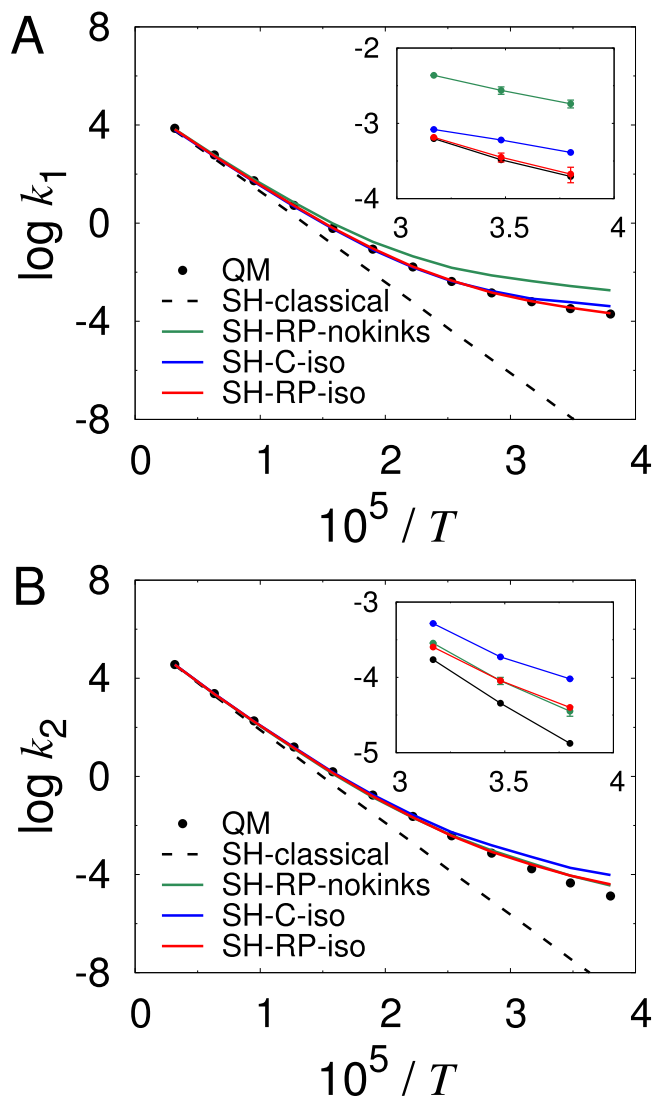 A
8
4
0
-4
-8
log k1
-2
-3
-4
3
3.5
4
QM
SH-classical
SH-RP-nokinks
SH-C-iso
SH-RP-iso
0
1
2
3
4
10^5 / T
B
8
4
0
-4
-8
log k2
-3
-4
-5
3
3.5
4
QM
SH-classical
SH-RP-nokinks
SH-C-iso
SH-RP-iso
0
1
2
3
4
10^5 / T